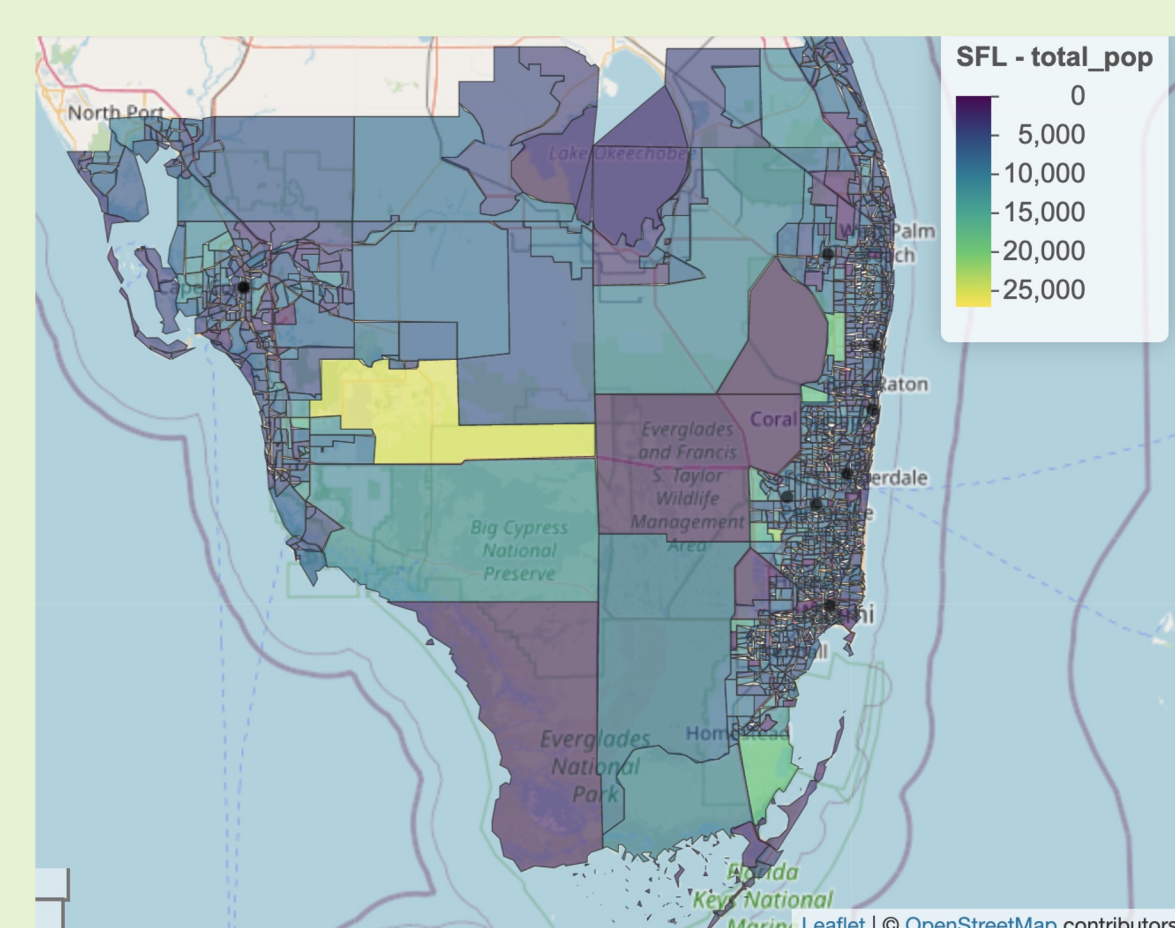 SFL - total_pop
0
5,000
10,000
15,000
20,000
25,000
North Port
Lake Okeechobee
Palm
ch
Raton
Coral
Everglades
and Francis
S. Taylor
Wildlife
Management
Area
erdale
Big Cypress
National
Preserve
Everglades
National
Park
Homestead
Florida
Keys National
Marine
Leaflet | © OpenStreetMap contributors